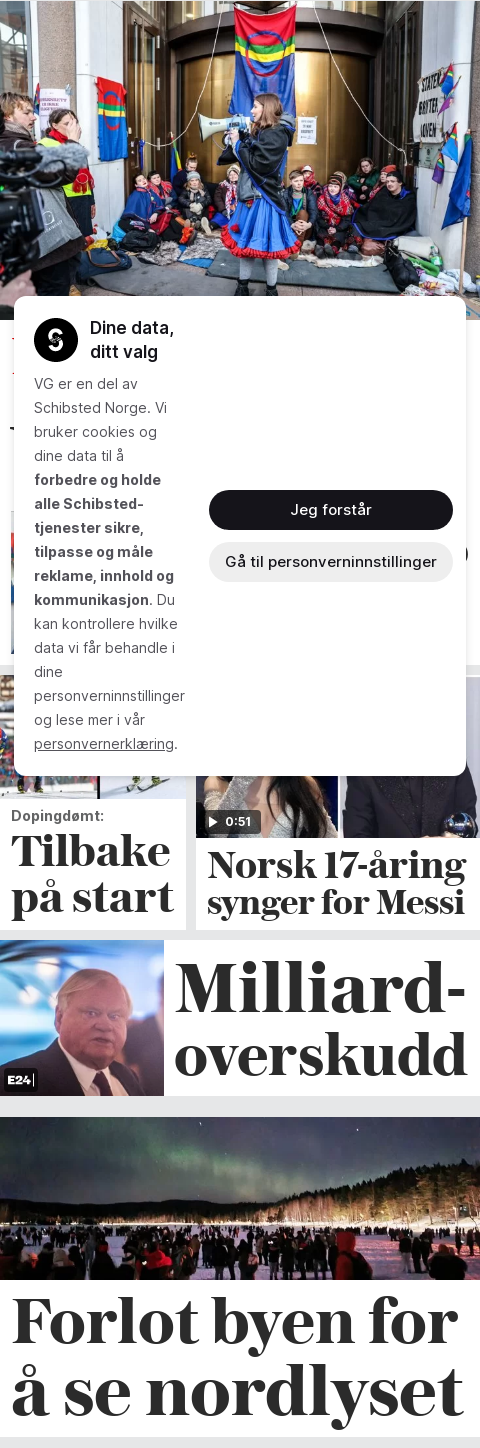 STATEN
BRYTER
LOVEN
Dine data,
ditt valg
VG er en del av
Schibsted Norge. Vi
bruker cookies og
dine data til å
forbedre og holde
alle Schibsted-
tjenester sikre,
tilpasse og måle
reklame, innhold og
kommunikasjon. Du
kan kontrollere hvilke
data vi får behandle i
dine
personverninnstillinger
og lese mer i vår
personvernerklæring.
Jeg forstår
Gå til personverninnstillinger
0:51
Dopingdømt:
Tilbake
på start
Norsk 17-åring
synger for Messi
E24
Milliard-
overskudd
Forlot byen for
å se nordlyset